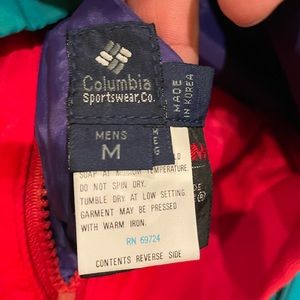 Columbia
Sportswear, Co.
MADE
IN KOREA
MENS
M
SOAP AT MEDIUM TEMPERATURE
DO NOT SPIN DRY.
TUMBLE DRY AT LOW SETTING
GARMENT MAY BE PRESSED
WITH WARM IRON.
RN 69724
CONTENTS REVERSE SIDE